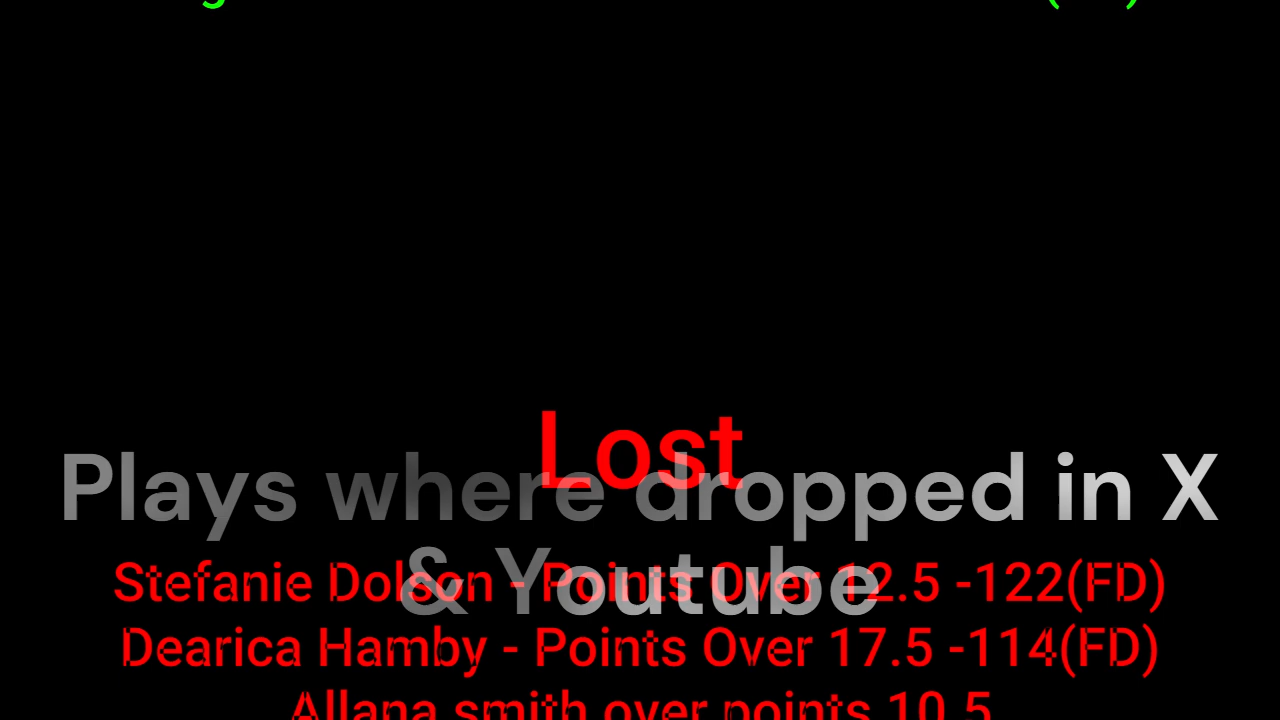 Lost
Plays where dropped in X
& Youtube
Stefanie Dolson - Points Over 12.5 -122(FD)
Dearica Hamby - Points Over 17.5 -114(FD)
Allana smith over points 10.5